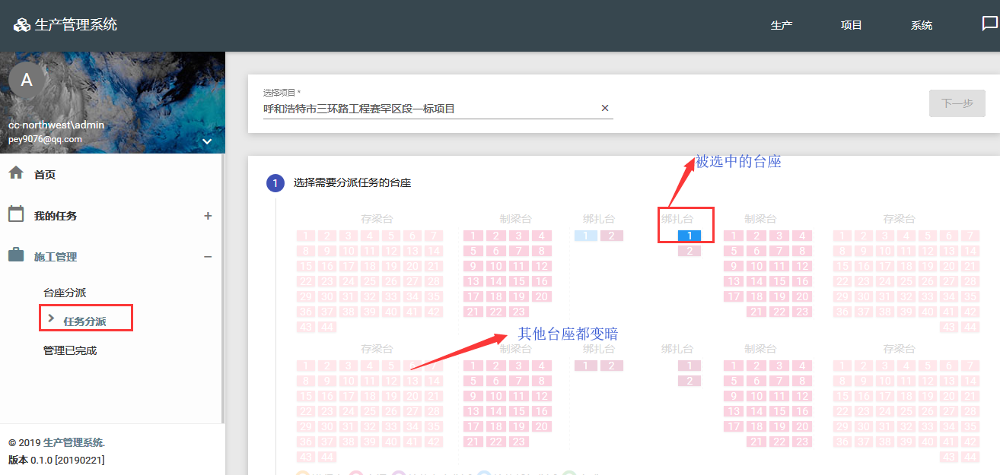 生产管理系统
生产 项目 系统
A
cc-northwest\admin
pey9076@qq.com
首页
我的任务 +
施工管理 −
台座分派
任务分派
管理已完成
© 2019 生产管理系统.
版本 0.1.0 [20190221]
选择项目 *
呼和浩特市三环路工程赛罕区段一标项目 ×
下一步
被选中的台座
1 选择需要分派任务的台座
存梁台 制梁台 绑扎台 绑扎台 制梁台 存梁台
1 2 3 4 5 6 7 1 2 3 4 1 2 1 1 2 3 4 1 2 3 4 5 6 7
8 9 10 11 12 13 14 5 6 7 8 2 5 6 7 8 8 9 10 11 12 13 14
15 16 17 18 19 20 21 9 10 11 12 9 10 11 12 15 16 17 18 19 20 21
22 23 24 25 26 27 28 13 14 15 16 13 14 15 16 22 23 24 25 26 27 28
29 30 31 32 33 34 35 17 18 19 20 17 18 19 20 29 30 31 32 33 34 35
36 37 38 39 40 41 42 21 22 23 21 22 23 36 37 38 39 40 41 42
43 44 43 44
其他台座都变暗
存梁台 制梁台 绑扎台 绑扎台 制梁台 存梁台
1 2 3 4 5 6 7 1 2 3 4 1 2 1 1 2 3 4 1 2 3 4 5 6 7
8 9 10 11 12 13 14 5 6 7 8 2 5 6 7 8 8 9 10 11 12 13 14
15 16 17 18 19 20 21 9 10 11 12 9 10 11 12 15 16 17 18 19 20 21
22 23 24 25 26 27 28 13 14 15 16 13 14 15 16 22 23 24 25 26 27 28
29 30 31 32 33 34 35 17 18 19 20 17 18 19 20 29 30 31 32 33 34 35
36 37 38 39 40 41 42 21 22 23 21 22 23 36 37 38 39 40 41 42
43 44 43 44